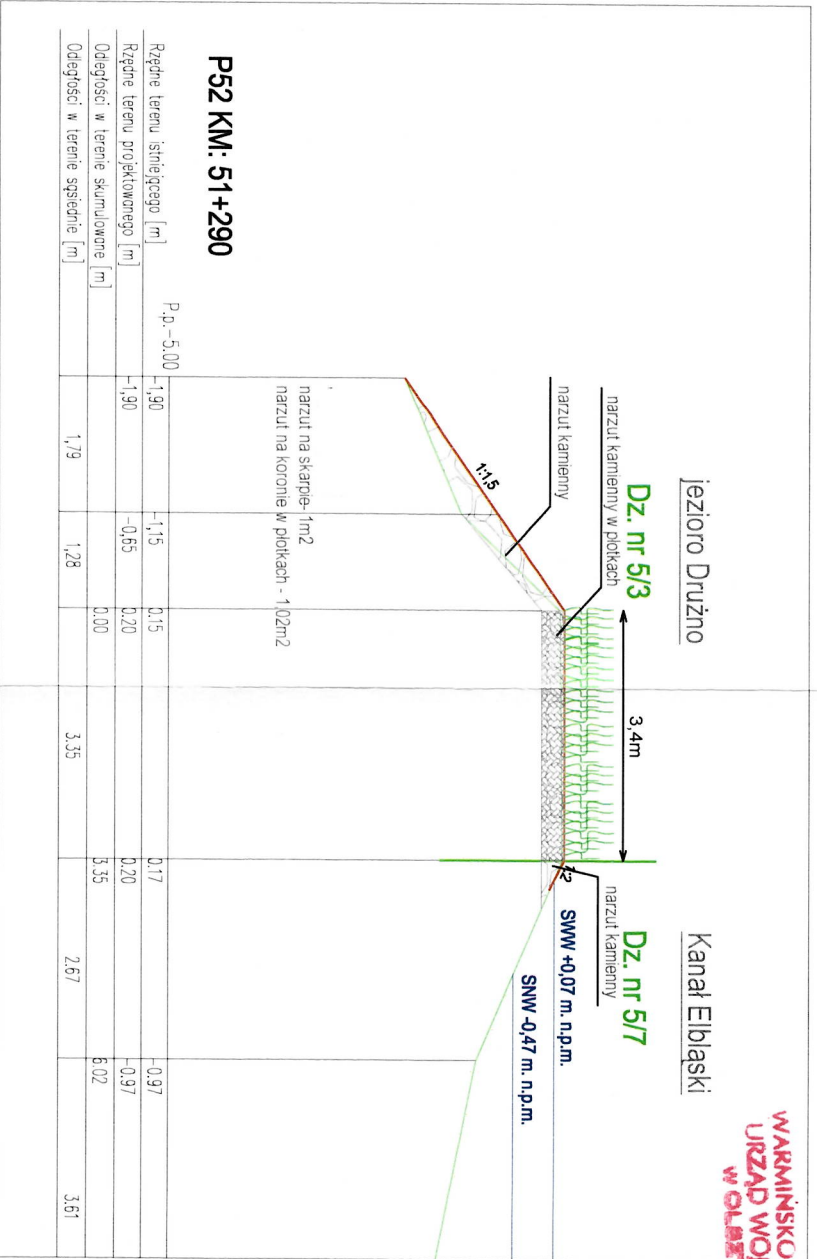 WARMIŃSKO
URZĄD WO
W OL
jezioro Drużno
Kanał Elbląski
Dz. nr 5/3
Dz. nr 5/7
narzut kamienny w płotkach
narzut kamienny
narzut kamienny
3,4m
1:1,5
1:2
SWW +0,07 m. n.p.m.
SNW -0,47 m. n.p.m.
narzut na skarpie- 1m2
narzut na koronie w płotkach - 1,02m2
P52 KM: 51+290
P.p.-5.00
Rzędne terenu istniejącego [m] -1,90 -1,15 0.15 0.17 -0.97
Rzędne terenu projektowanego [m] -1,90 -0,65 0.20 0.20 -0.97
Odległości w terenie skumulowane [m] 0.00 3.35 6.02
Odległości w terenie sąsiednie [m] 1,79 1,28 3.35 2.67 3.61